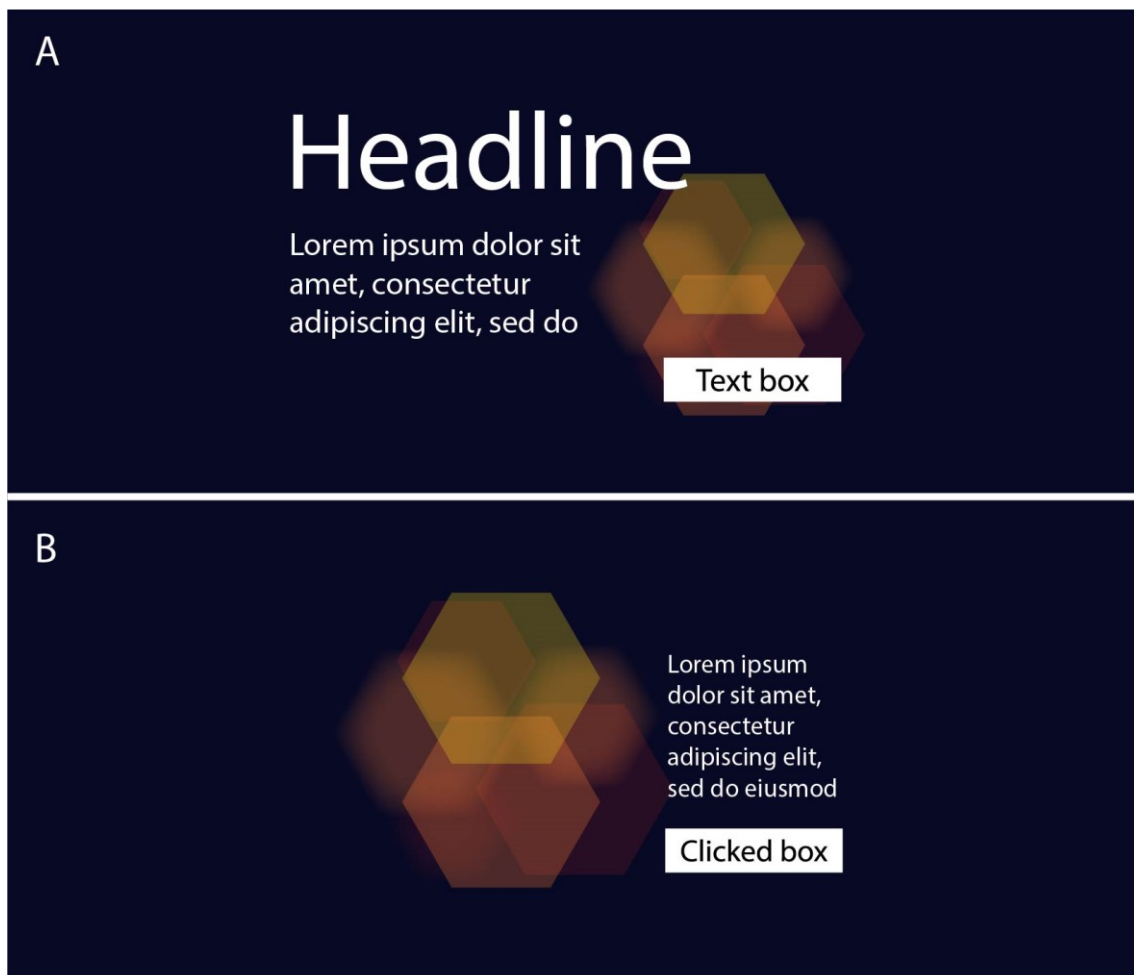 A
Headline
Lorem ipsum dolor sit
amet, consectetur
adipiscing elit, sed do
Text box
B
Lorem ipsum
dolor sit amet,
consectetur
adipiscing elit,
sed do eiusmod
Clicked box